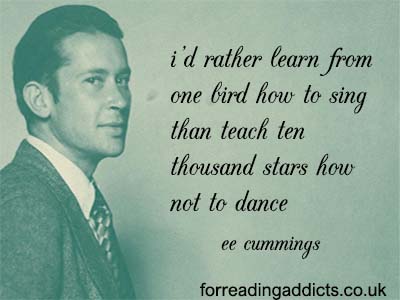 i'd rather learn from
one bird how to sing
than teach ten
thousand stars how
not to dance
ee cummings
forreadingaddicts.co.uk